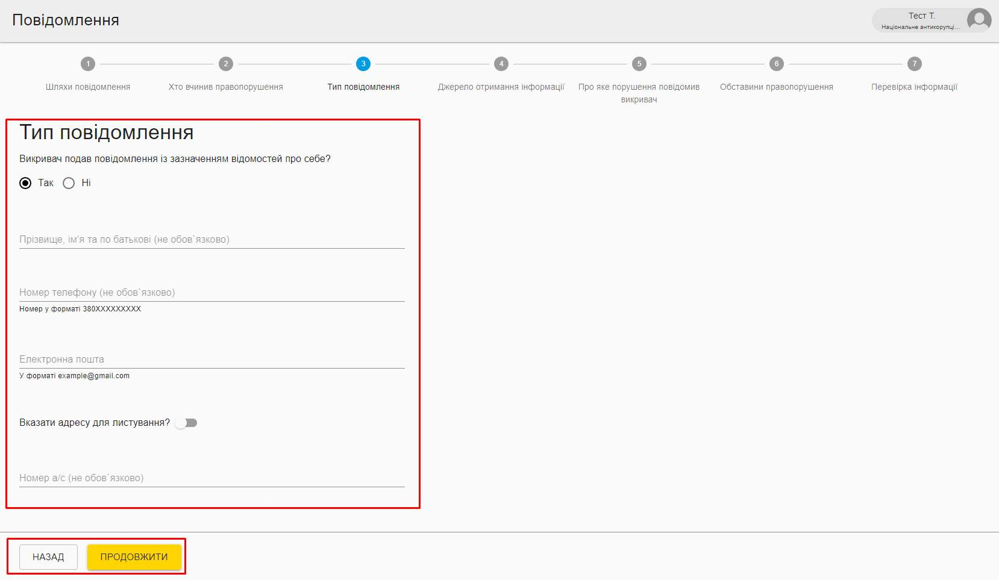 Повідомлення
Тест Т.
Національне антикорупці...
1
2
3
4
5
6
7
Шляхи повідомлення
Хто вчинив правопорушення
Тип повідомлення
Джерело отримання інформації
Про яке порушення повідомив
викривач
Обставини правопорушення
Перевірка інформації
Тип повідомлення
Викривач подав повідомлення із зазначенням відомостей про себе?
Так
Ні
Прізвище, ім'я та по батькові (не обов`язково)
Номер телефону (не обов`язково)
Номер у форматі 380XXXXXXXXX
Електронна пошта
У форматі example@gmail.com
Вказати адресу для листування?
Номер а/с (не обов`язково)
НАЗАД
ПРОДОВЖИТИ